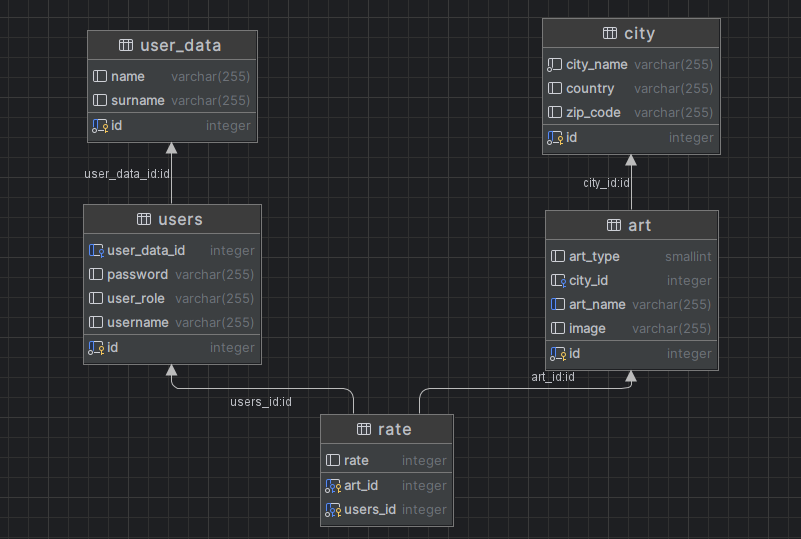 user_data
name varchar(255)
surname varchar(255)
id integer
user_data_id:id
users
user_data_id integer
password varchar(255)
user_role varchar(255)
username varchar(255)
id integer
users_id:id
city
city_name varchar(255)
country varchar(255)
zip_code varchar(255)
id integer
city_id:id
art
art_type smallint
city_id integer
art_name varchar(255)
image varchar(255)
id integer
art_id:id
rate
rate integer
art_id integer
users_id integer